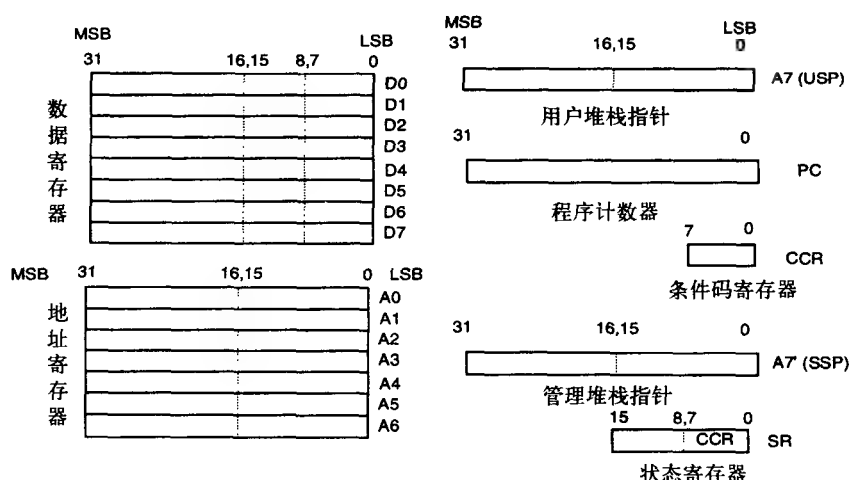 MSB
LSB
31 16,15 8,7 0
D0
D1
D2
D3
D4
D5
D6
D7
数据寄存器
MSB 31 16,15 0 LSB
A0
A1
A2
A3
A4
A5
A6
地址寄存器
MSB
LSB
31 16,15 0
A7 (USP)
用户堆栈指针
31 0
PC
程序计数器
7 0
CCR
条件码寄存器
31 16,15 0
A7' (SSP)
管理堆栈指针
15 8,7 0
CCR SR
状态寄存器